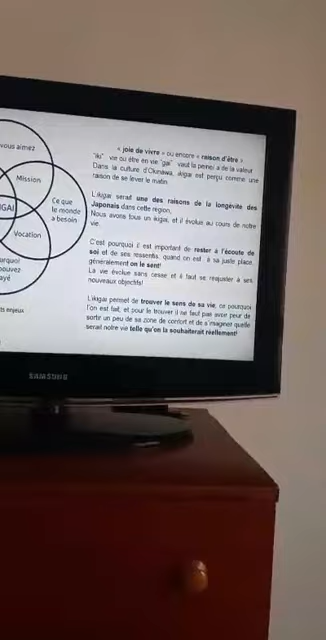 vous aimez
Mission
IGAI
Ce que
le monde
a besoin
Vocation
« joie de vivre » ou encore « raison d'être »
"iki" vie ou être en vie "gai" vaut la peine/ a de la valeur
Dans la culture d'Okinawa, ikigai est perçu comme une
raison de se lever le matin.
L'ikigai serait une des raisons de la longévité des
Japonais dans cette région,
Nous avons tous un ikigai, et il évolue au cours de notre
vie.
C'est pourquoi il est important de rester à l'écoute de
soi et de ses ressentis, quand on est à sa juste place,
généralement on le sent!
La vie évolue sans cesse et il faut se réajuster à ses
nouveaux objectifs!
L'ikigai permet de trouver le sens de sa vie, ce pourquoi
l'on est fait, et pour le trouver il ne faut pas avoir peur de
sortir un peu de sa zone de confort et de s'imaginer quelle
serait notre vie telle qu'on la souhaiterait réellement!
enjeux
SAMSUNG